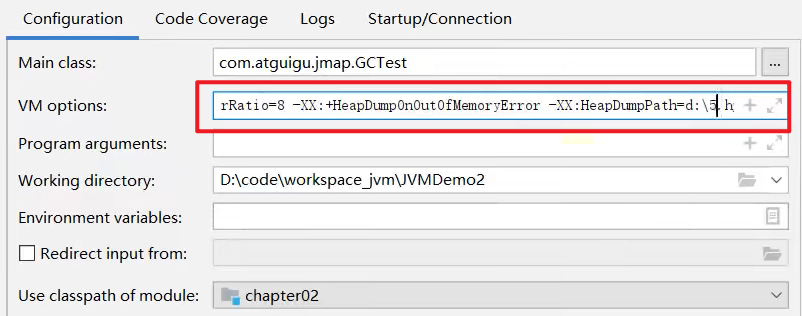 Configuration Code Coverage Logs Startup/Connection
Main class: com.atguigu.jmap.GCTest ...
VM options: rRatio=8 -XX:+HeapDumpOnOutOfMemoryError -XX:HeapDumpPath=d:\5.h
Program arguments:
Working directory: D:\code\workspace_jvm\JVMDemo2
Environment variables:
Redirect input from:
Use classpath of module: chapter02